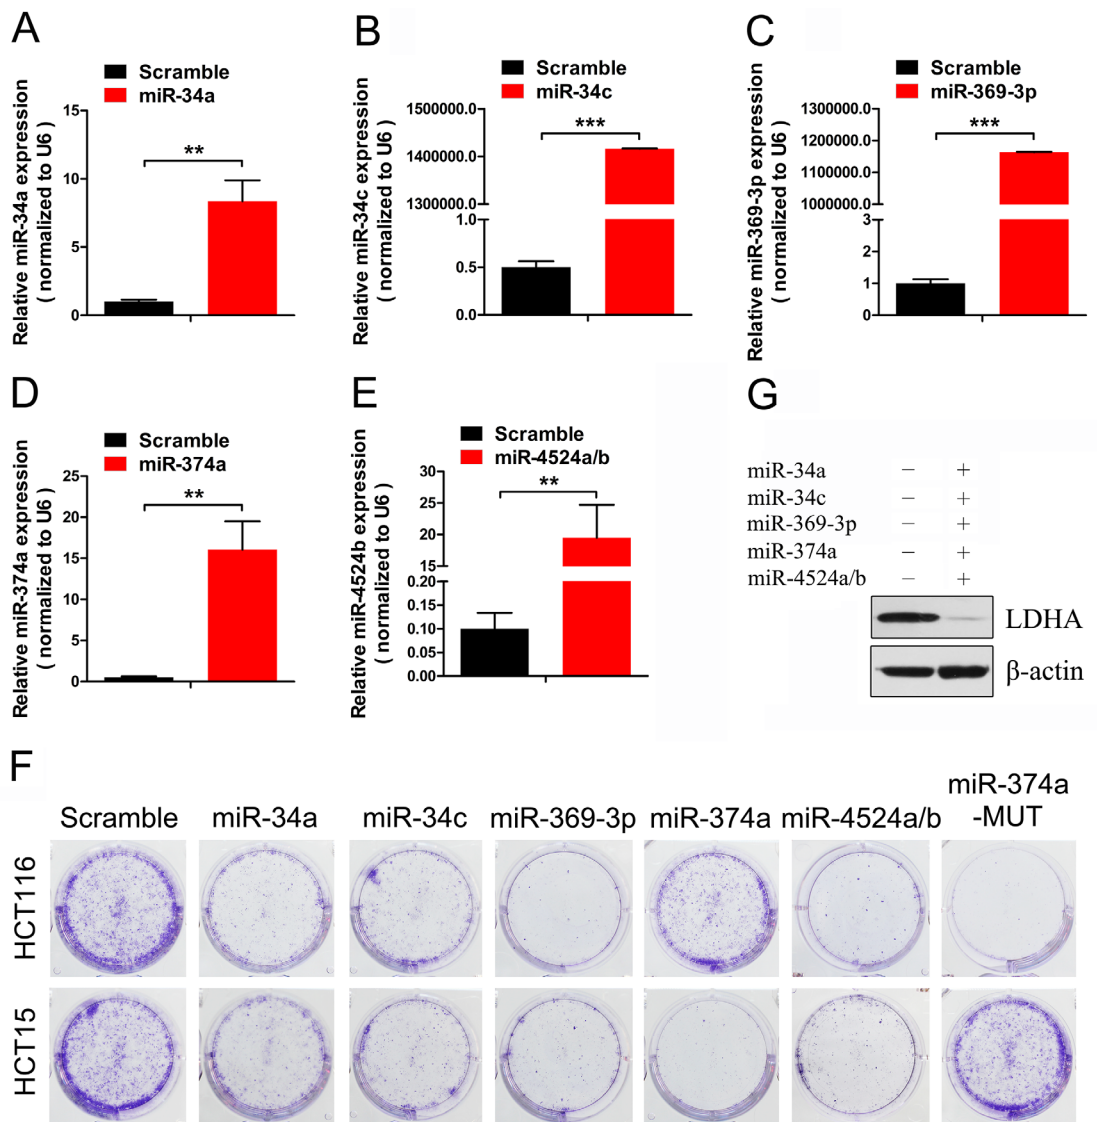 A
Scramble
miR-34a
Relative miR-34a expression
( normalized to U6 )
15
10
5
0
**
B
Scramble
miR-34c
Relative miR-34c expression
( normalized to U6 )
1500000.0
1400000.0
1300000.0
1.0
0.5
0.0
***
C
Scramble
miR-369-3p
Relative miR-369-3p expression
( normalized to U6 )
1300000.0
1200000.0
1100000.0
1000000.0
3
2
1
0
***
D
Scramble
miR-374a
Relative miR-374a expression
( normalized to U6 )
25
20
15
10
5
0
**
E
Scramble
miR-4524a/b
Relative miR-4524b expression
( normalized to U6 )
30
25
20
15
0.20
0.15
0.10
0.05
0.00
**
G
miR-34a − +
miR-34c − +
miR-369-3p − +
miR-374a − +
miR-4524a/b − +
LDHA
β-actin
F
Scramble miR-34a miR-34c miR-369-3p miR-374a miR-4524a/b miR-374a
-MUT
HCT116
HCT15